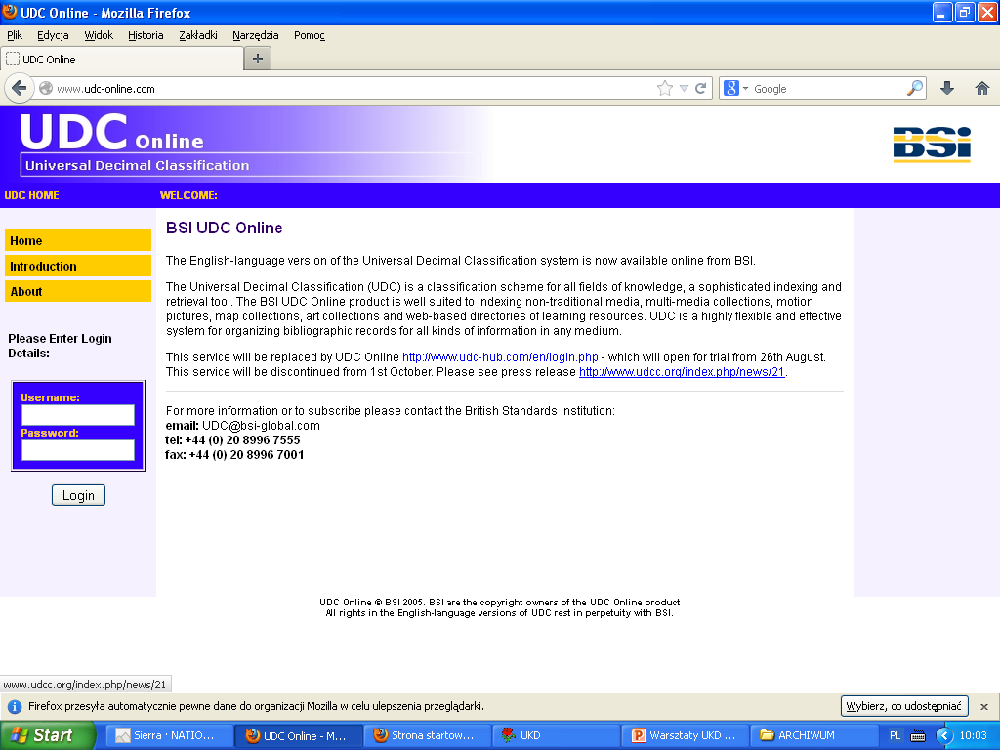 UDC Online - Mozilla Firefox
Plik Edycja Widok Historia Zakładki Narzędzia Pomoc
UDC Online
www.udc-online.com
Google
UDC Online
Universal Decimal Classification
BSi
UDC HOME
WELCOME:
Home
Introduction
About
Please Enter Login
Details:
Username:
Password:
Login
BSI UDC Online
The English-language version of the Universal Decimal Classification system is now available online from BSI.
The Universal Decimal Classification (UDC) is a classification scheme for all fields of knowledge, a sophisticated indexing and
retrieval tool. The BSI UDC Online product is well suited to indexing non-traditional media, multi-media collections, motion
pictures, map collections, art collections and web-based directories of learning resources. UDC is a highly flexible and effective
system for organizing bibliographic records for all kinds of information in any medium.
This service will be replaced by UDC Online http://www.udc-hub.com/en/login.php - which will open for trial from 26th August.
This service will be discontinued from 1st October. Please see press release http://www.udcc.org/index.php/news/21.
For more information or to subscribe please contact the British Standards Institution:
email: UDC@bsi-global.com
tel: +44 (0) 20 8996 7555
fax: +44 (0) 20 8996 7001
UDC Online © BSI 2005. BSI are the copyright owners of the UDC Online product
All rights in the English-language versions of UDC rest in perpetuity with BSI.
www.udcc.org/index.php/news/21
Firefox przesyła automatycznie pewne dane do organizacji Mozilla w celu ulepszenia przeglądarki.
Wybierz, co udostępniać
Start
Sierra · NATIO...
UDC Online - M...
Strona startow...
UKD
Warsztaty UKD ...
ARCHIWUM
PL
10:03